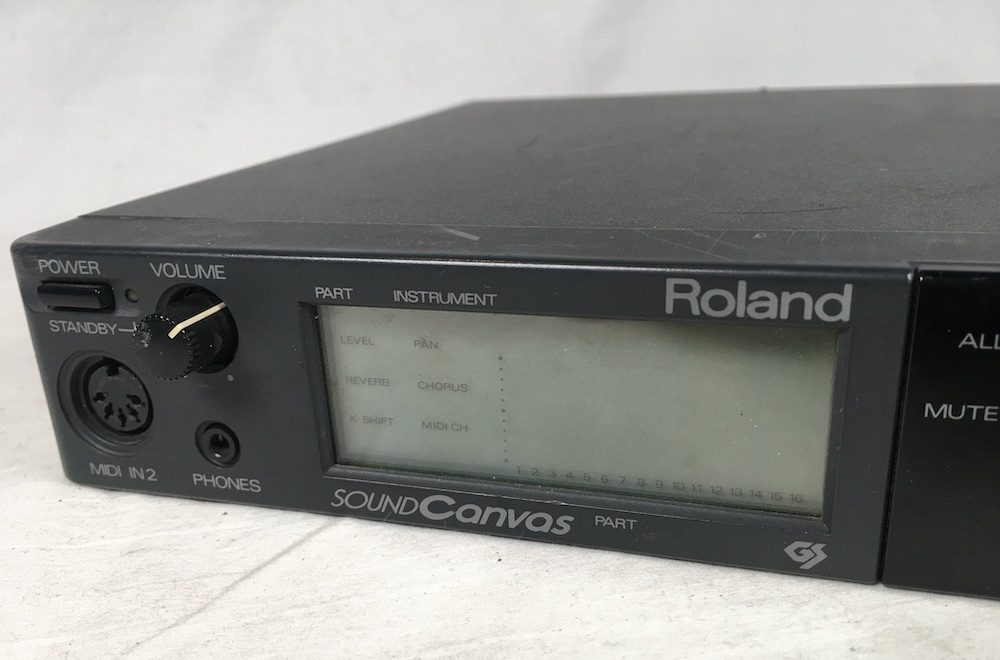 POWER
VOLUME
STANDBY
MIDI IN 2
PHONES
PART INSTRUMENT
Roland
LEVEL PAN
REVERB CHORUS
K SHIFT MIDI CH
1 2 3 4 5 6 7 8 9 10 11 12 13 14 15 16
SOUND Canvas PART
GS
ALL
MUTE